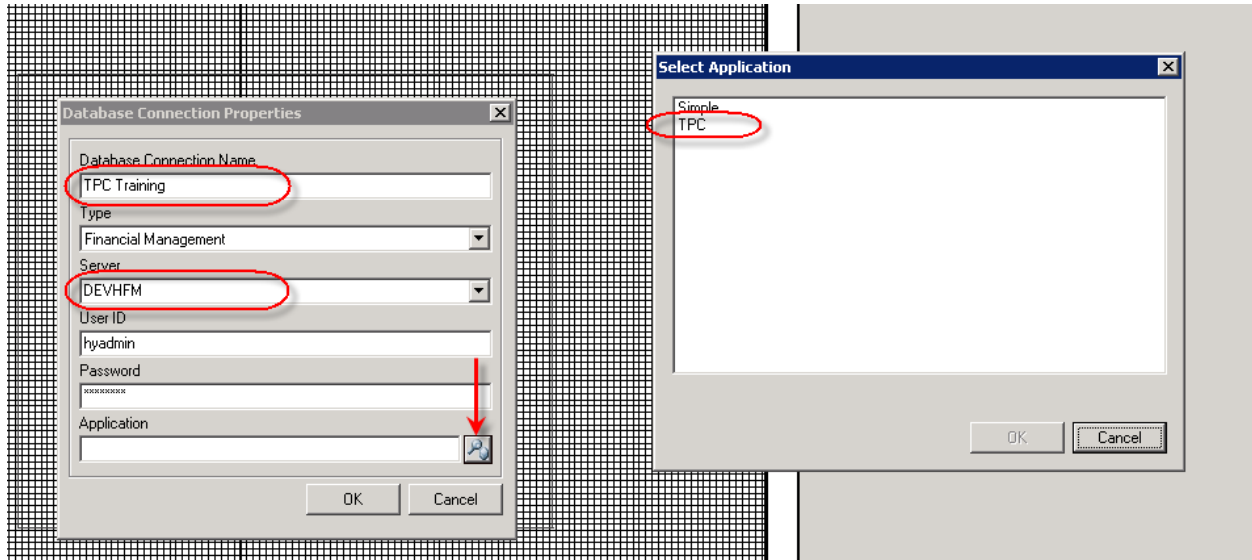 Database Connection Properties
Database Connection Name
TPC Training
Type
Financial Management
Server
DEVHFM
User ID
hyadmin
Password
××××××××
Application
OK
Cancel
Select Application
Simple
TPC
OK
Cancel